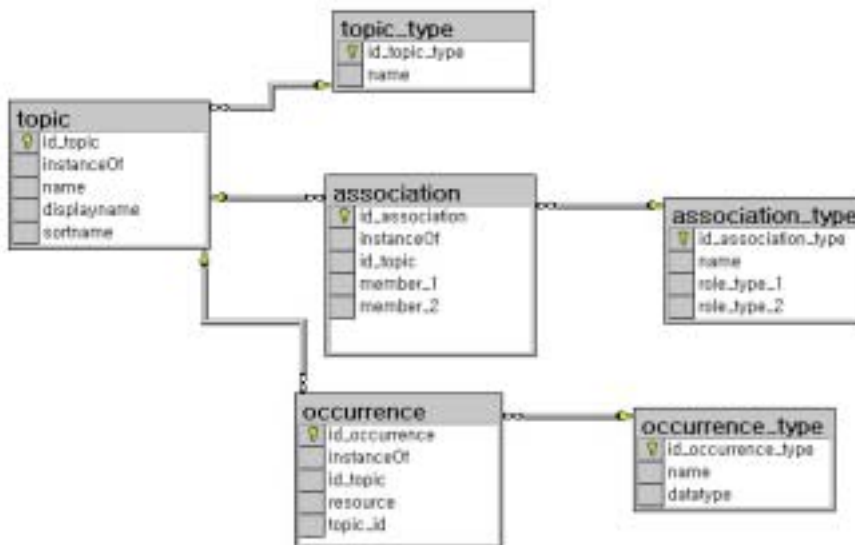 topic_type
id_topic_type
name
topic
id_topic
instanceOf
name
displayname
sortname
association
id_association
instanceOf
id_topic
member_1
member_2
association_type
id_association_type
name
role_type_1
role_type_2
occurrence
id_occurrence
instanceOf
id_topic
resource
topic_id
occurrence_type
id_occurrence_type
name
datatype